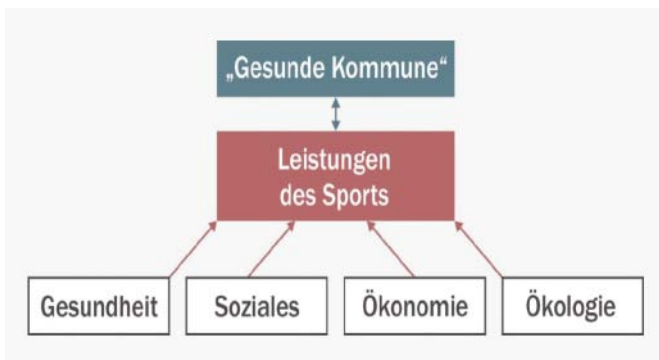 „Gesunde Kommune“
Leistungen
des Sports
Gesundheit
Soziales
Ökonomie
Ökologie